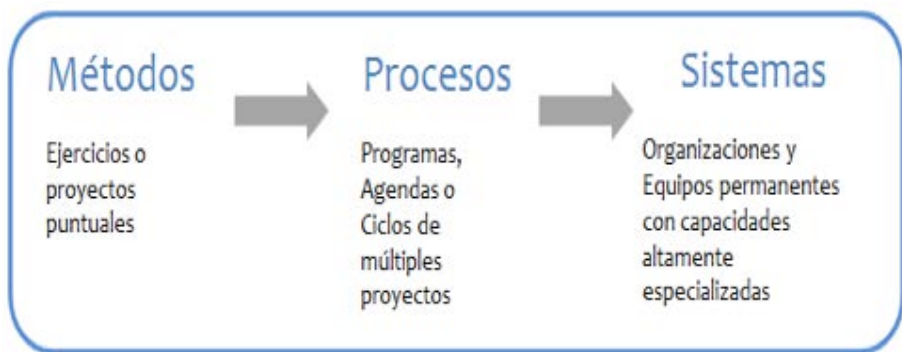 Métodos
Ejercicios o
proyectos
puntuales
Procesos
Programas,
Agendas o
Ciclos de
múltiples
proyectos
Sistemas
Organizaciones y
Equipos permanentes
con capacidades
altamente
especializadas